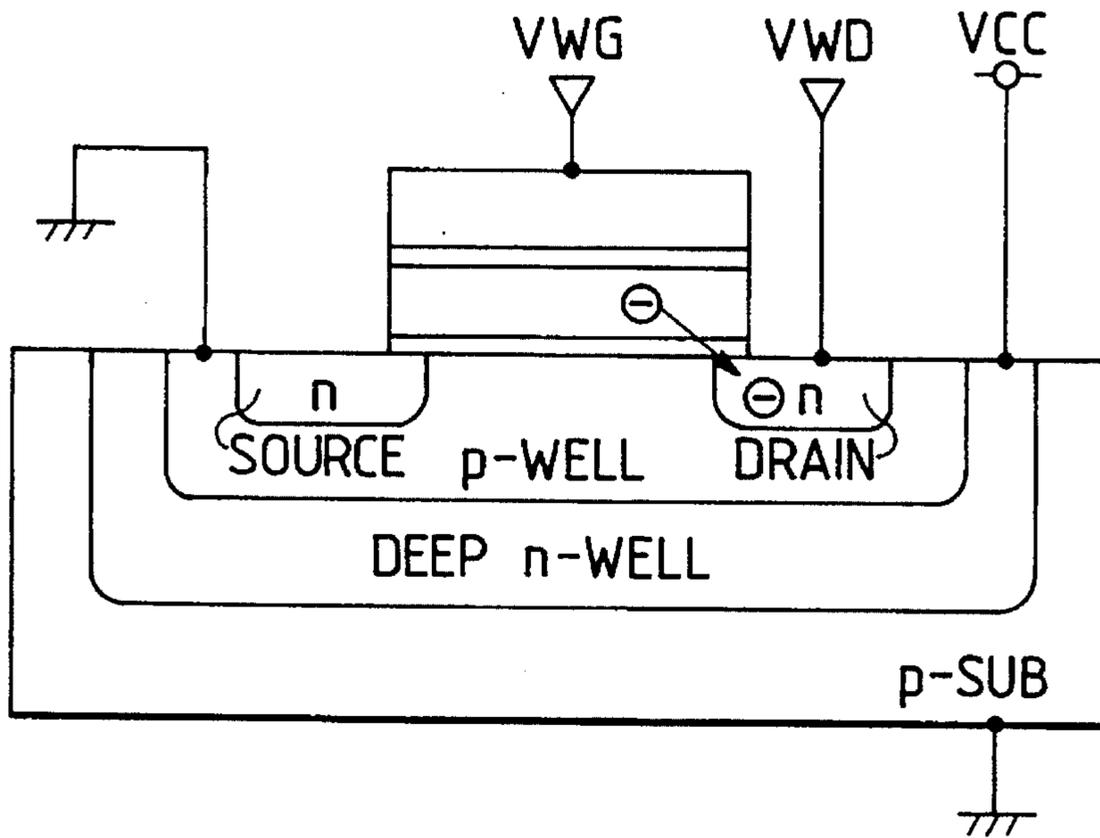 VWG
VWD
VCC
n
n
SOURCE
p-WELL
DRAIN
DEEP n-WELL
p-SUB